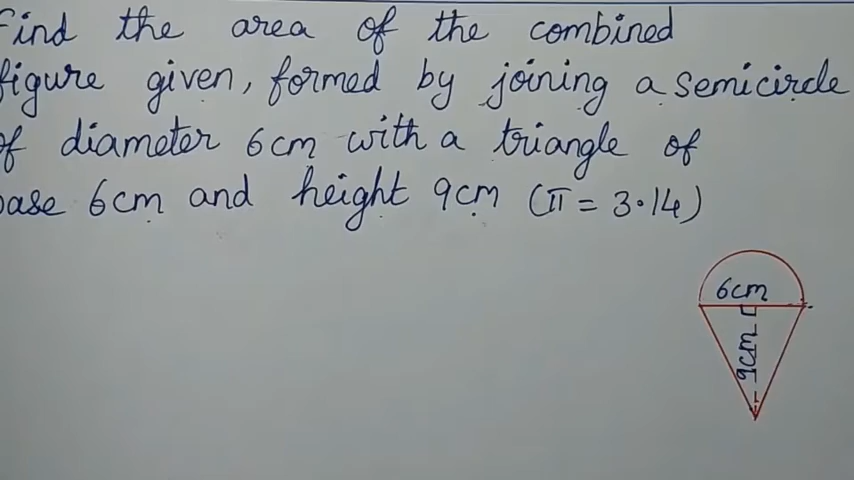 Find the area of the combined
figure given, formed by joining a semicircle
of diameter 6cm with a triangle of
base 6cm and height 9cm (π = 3.14)
6cm
9cm